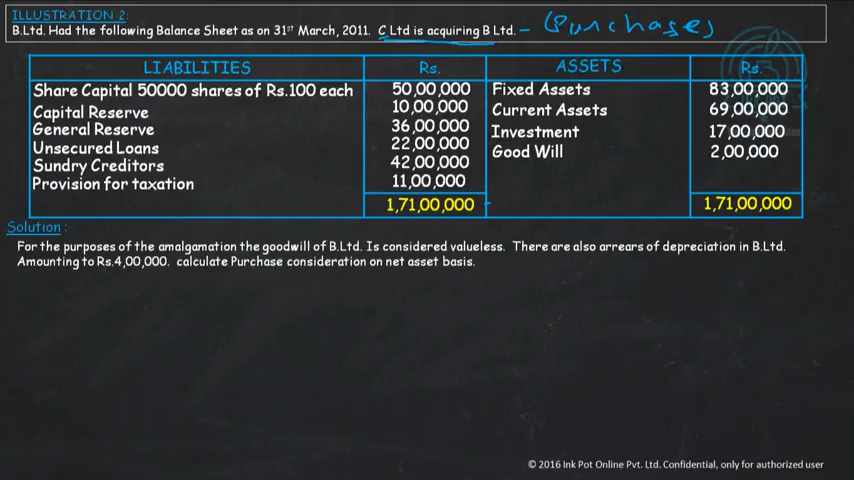 ILLUSTRATION 2:
B.Ltd. Had the following Balance Sheet as on 31st March, 2011. C Ltd is acquiring B Ltd. – (Purchase)
LIABILITIES Rs. ASSETS Rs.
Share Capital 50000 shares of Rs.100 each 50,00,000 Fixed Assets 83,00,000
Capital Reserve 10,00,000 Current Assets 69,00,000
General Reserve 36,00,000 Investment 17,00,000
Unsecured Loans 22,00,000 Good Will 2,00,000
Sundry Creditors 42,00,000
Provision for taxation 11,00,000
1,71,00,000 1,71,00,000
Solution:
For the purposes of the amalgamation the goodwill of B.Ltd. Is considered valueless. There are also arrears of depreciation in B.Ltd.
Amounting to Rs.4,00,000. calculate Purchase consideration on net asset basis.
© 2016 Ink Pot Online Pvt. Ltd. Confidential, only for authorized user